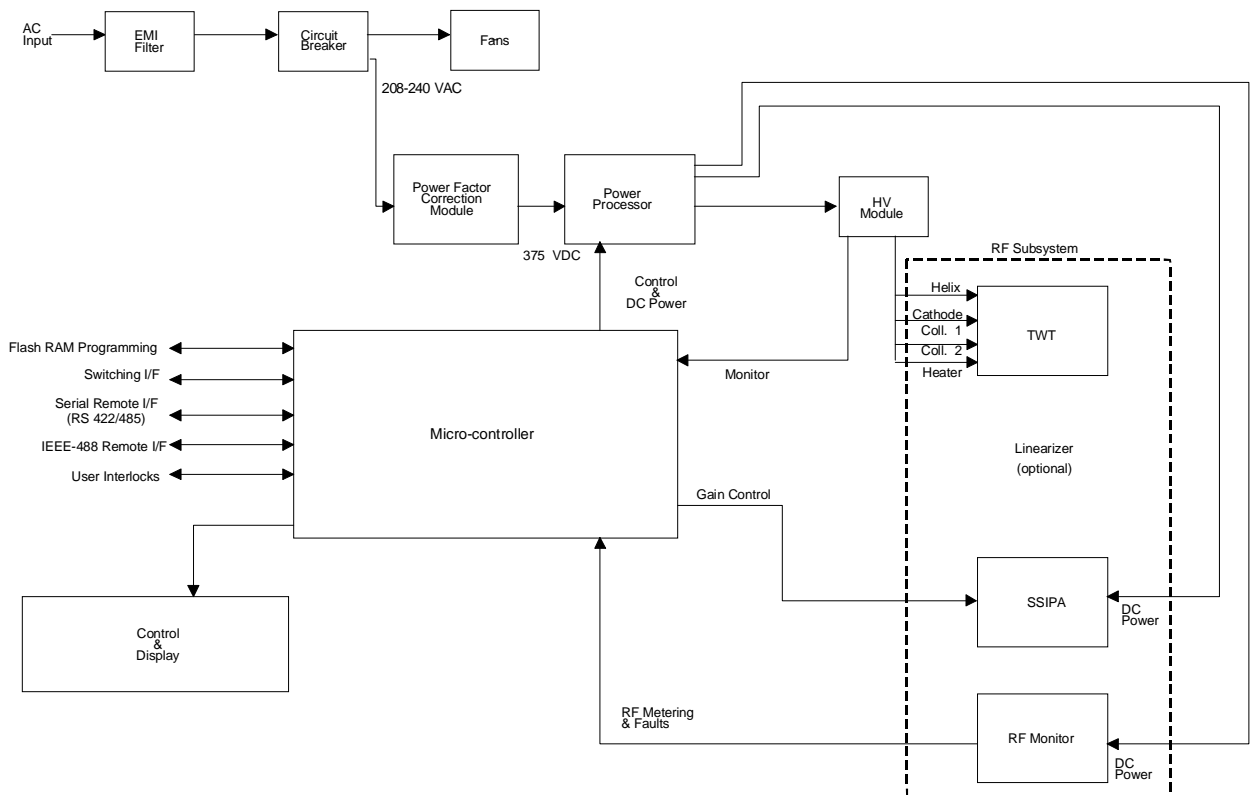 AC
Input
EMI
Filter
Circuit
Breaker
Fans
208-240 VAC
Power Factor
Correction
Module
Power
Processor
HV
Module
375 VDC
RF Subsystem
Control
&
DC Power
Helix
Cathode
Coll. 1
Coll. 2
Heater
TWT
Flash RAM Programming
Switching I/F
Serial Remote I/F
(RS 422/485)
IEEE-488 Remote I/F
User Interlocks
Micro-controller
Monitor
Linearizer
(optional)
Gain Control
SSIPA
DC
Power
Control
&
Display
RF Metering
& Faults
RF Monitor
DC
Power